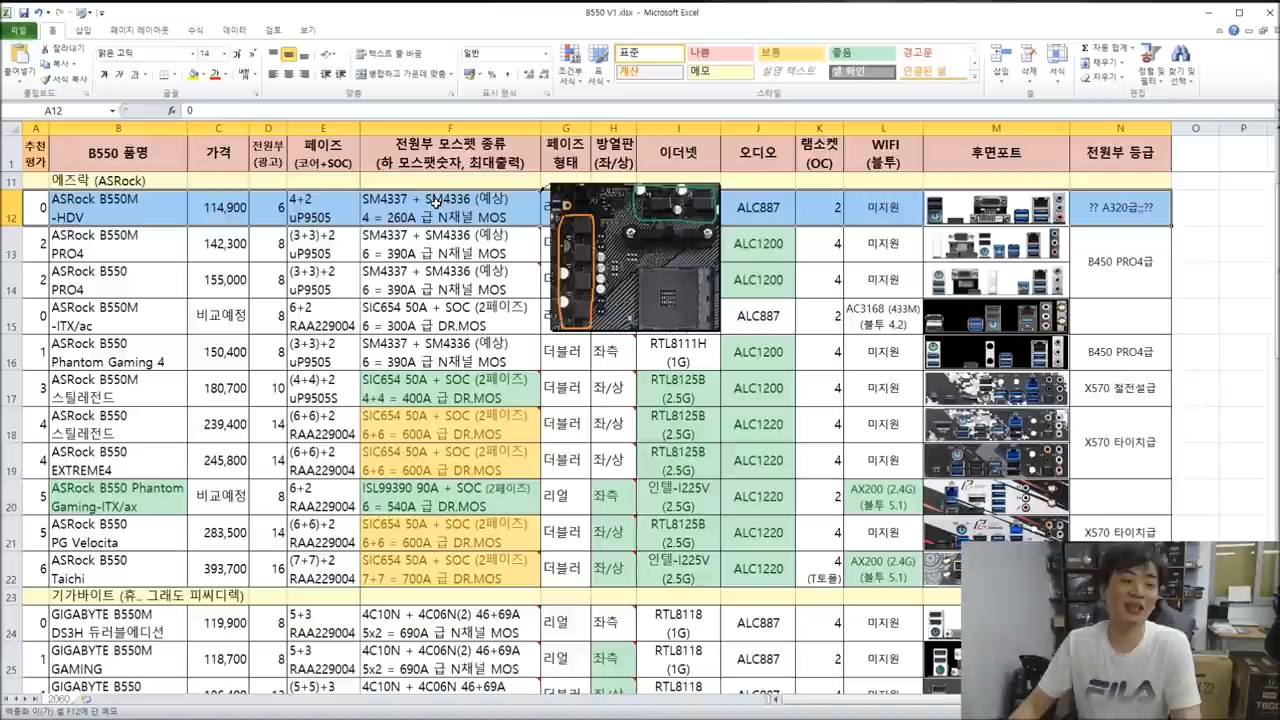 B550 V1.xlsx - Microsoft Excel
파일 홈 삽입 페이지 레이아웃 수식 데이터 검토 보기
잘라내기
복사
서식 복사
붙여넣기
클립보드
맑은 고딕 14
가 가 가
글꼴
텍스트 줄 바꿈
병합하고 가운데 맞춤
맞춤
일반
표시 형식
조건부 서식
표 서식
표준 나쁨 보통 좋음 경고문
계산 메모 설명 텍스트 셀 확인 연결된 셀
스타일
삽입 삭제 서식
셀
자동 합계
채우기
지우기
정렬 및 필터
찾기 및 선택
편집
A12 fx 0
A B C D E F G H I J K L M N O P
1 추천 평가 B550 품명 가격 전원부 (광고) 페이즈 (코어+SOC) 전원부 모스펫 종류 (하 모스팻숫자, 최대출력) 페이즈 형태 방열판 (좌/상) 이더넷 오디오 램소켓 (OC) WIFI (블투) 후면포트 전원부 등급
11 에즈락 (ASRock)
12 0 ASRock B550M -HDV 114,900 6 4+2 uP9505 SM4337 + SM4336 (예상) 4 = 260A 급 N채널 MOS ALC887 2 미지원 ?? A320급;;??
13 2 ASRock B550M PRO4 142,300 8 (3+3)+2 uP9505 SM4337 + SM4336 (예상) 6 = 390A 급 N채널 MOS ALC1200 4 미지원 B450 PRO4급
14 2 ASRock B550 PRO4 155,000 8 (3+3)+2 uP9505 SM4337 + SM4336 (예상) 6 = 390A 급 N채널 MOS ALC1200 4 미지원
15 0 ASRock B550M -ITX/ac 비교예정 8 6+2 RAA229004 SIC654 50A + SOC (2페이즈) 6 = 300A 급 DR.MOS ALC887 2 AC3168 (433M) (블투 4.2)
16 1 ASRock B550 Phantom Gaming 4 150,400 8 (3+3)+2 uP9505 SM4337 + SM4336 (예상) 6 = 390A 급 N채널 MOS 더블러 좌측 RTL8111H (1G) ALC1200 4 미지원 B450 PRO4급
17 3 ASRock B550M 스틸레전드 180,700 10 (4+4)+2 uP9505S SIC654 50A + SOC (2페이즈) 4+4 = 400A 급 DR.MOS 더블러 좌/상 RTL8125B (2.5G) ALC1200 4 미지원 X570 철전설급
18 4 ASRock B550 스틸레전드 239,400 14 (6+6)+2 RAA229004 SIC654 50A + SOC (2페이즈) 6+6 = 600A 급 DR.MOS 더블러 좌/상 RTL8125B (2.5G) ALC1220 4 미지원 X570 타이치급
19 4 ASRock B550 EXTREME4 245,800 14 (6+6)+2 RAA229004 SIC654 50A + SOC (2페이즈) 6+6 = 600A 급 DR.MOS 더블러 좌/상 RTL8125B (2.5G) ALC1220 4 미지원
20 5 ASRock B550 Phantom Gaming-ITX/ax 비교예정 8 6+2 RAA229004 ISL99390 90A + SOC (2페이즈) 6 = 540A 급 DR.MOS 리얼 좌측 인텔-I225V (2.5G) ALC1220 2 AX200 (2.4G) (블투 5.1)
21 5 ASRock B550 PG Velocita 283,500 14 (6+6)+2 RAA229004 SIC654 50A + SOC (2페이즈) 6+6 = 600A 급 DR.MOS 더블러 좌/상 RTL8125B (2.5G) ALC1220 4 미지원 X570 타이치급
22 6 ASRock B550 Taichi 393,700 16 (7+7)+2 RAA229004 SIC654 50A + SOC (2페이즈) 7+7 = 700A 급 DR.MOS 더블러 좌/상 인텔-I225V (2.5G) ALC1220 4 (T토폴) AX200 (2.4G) (블투 5.1)
23 기가바이트 (휴., 그래도 피씨디렉)
24 0 GIGABYTE B550M DS3H 듀러블에디션 119,900 8 5+3 RAA229004 4C10N + 4C06N(2) 46+69A 5x2 = 690A 급 N채널 MOS 리얼 RTL8118 (1G) ALC887 4 미지원
25 1 GIGABYTE B550M GAMING 118,700 8 5+3 RAA229004 4C10N + 4C06N(2) 46+69A 5x2 = 690A 급 N채널 MOS 리얼 좌측 RTL8118 (1G) ALC887 2 미지원
GIGABYTE B550 (5+5)+3 4C10N + 4C06N 46+69A RTL8118
2060
FILA